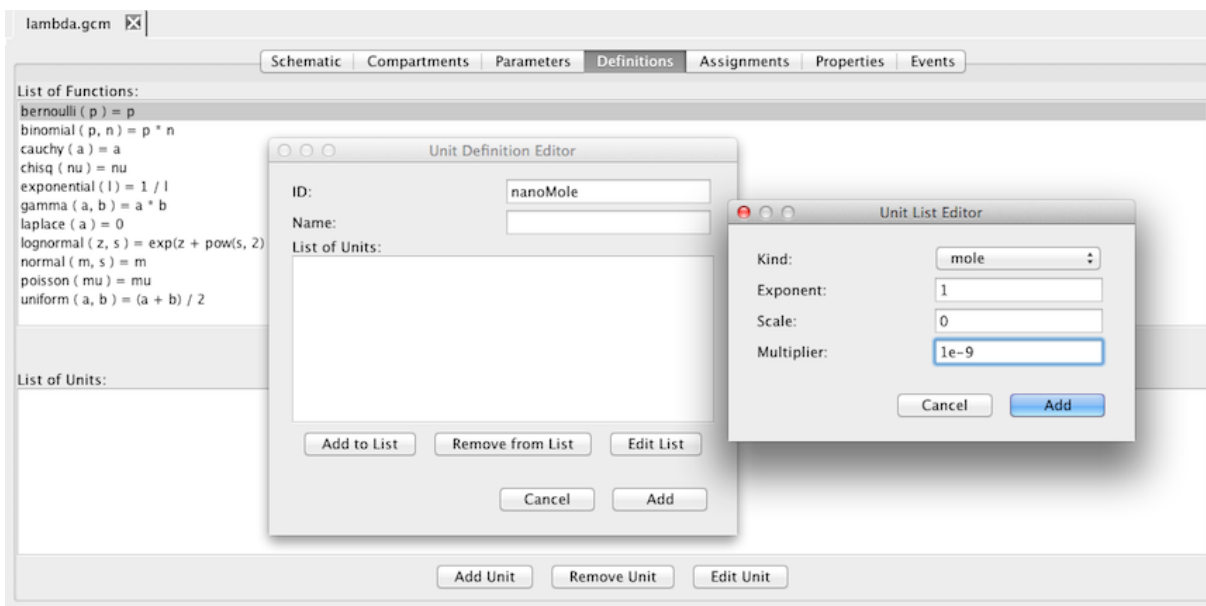 lambda.gcm
Schematic Compartments Parameters Definitions Assignments Properties Events
List of Functions:
bernoulli ( p ) = p
binomial ( p, n ) = p * n
cauchy ( a ) = a
chisq ( nu ) = nu
exponential ( l ) = 1 / l
gamma ( a, b ) = a * b
laplace ( a ) = 0
lognormal ( z, s ) = exp(z + pow(s, 2)
normal ( m, s ) = m
poisson ( mu ) = mu
uniform ( a, b ) = (a + b) / 2
List of Units:
Unit Definition Editor
ID: nanoMole
Name:
List of Units:
Add to List Remove from List Edit List
Cancel Add
Unit List Editor
Kind: mole
Exponent: 1
Scale: 0
Multiplier: 1e-9
Cancel Add
Add Unit Remove Unit Edit Unit